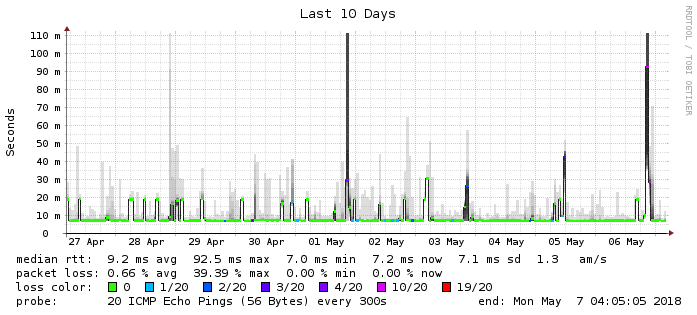 Last 10 Days
RRDTOOL / TOBI OETIKER
Seconds
110 m
100 m
90 m
80 m
70 m
60 m
50 m
40 m
30 m
20 m
10 m
0
27 Apr 28 Apr 29 Apr 30 Apr 01 May 02 May 03 May 04 May 05 May 06 May
median rtt: 9.2 ms avg 92.5 ms max 7.0 ms min 7.2 ms now 7.1 ms sd 1.3 am/s
packet loss: 0.66 % avg 39.39 % max 0.00 % min 0.00 % now
loss color: 0 1/20 2/20 3/20 4/20 10/20 19/20
probe: 20 ICMP Echo Pings (56 Bytes) every 300s end: Mon May 7 04:05:05 2018